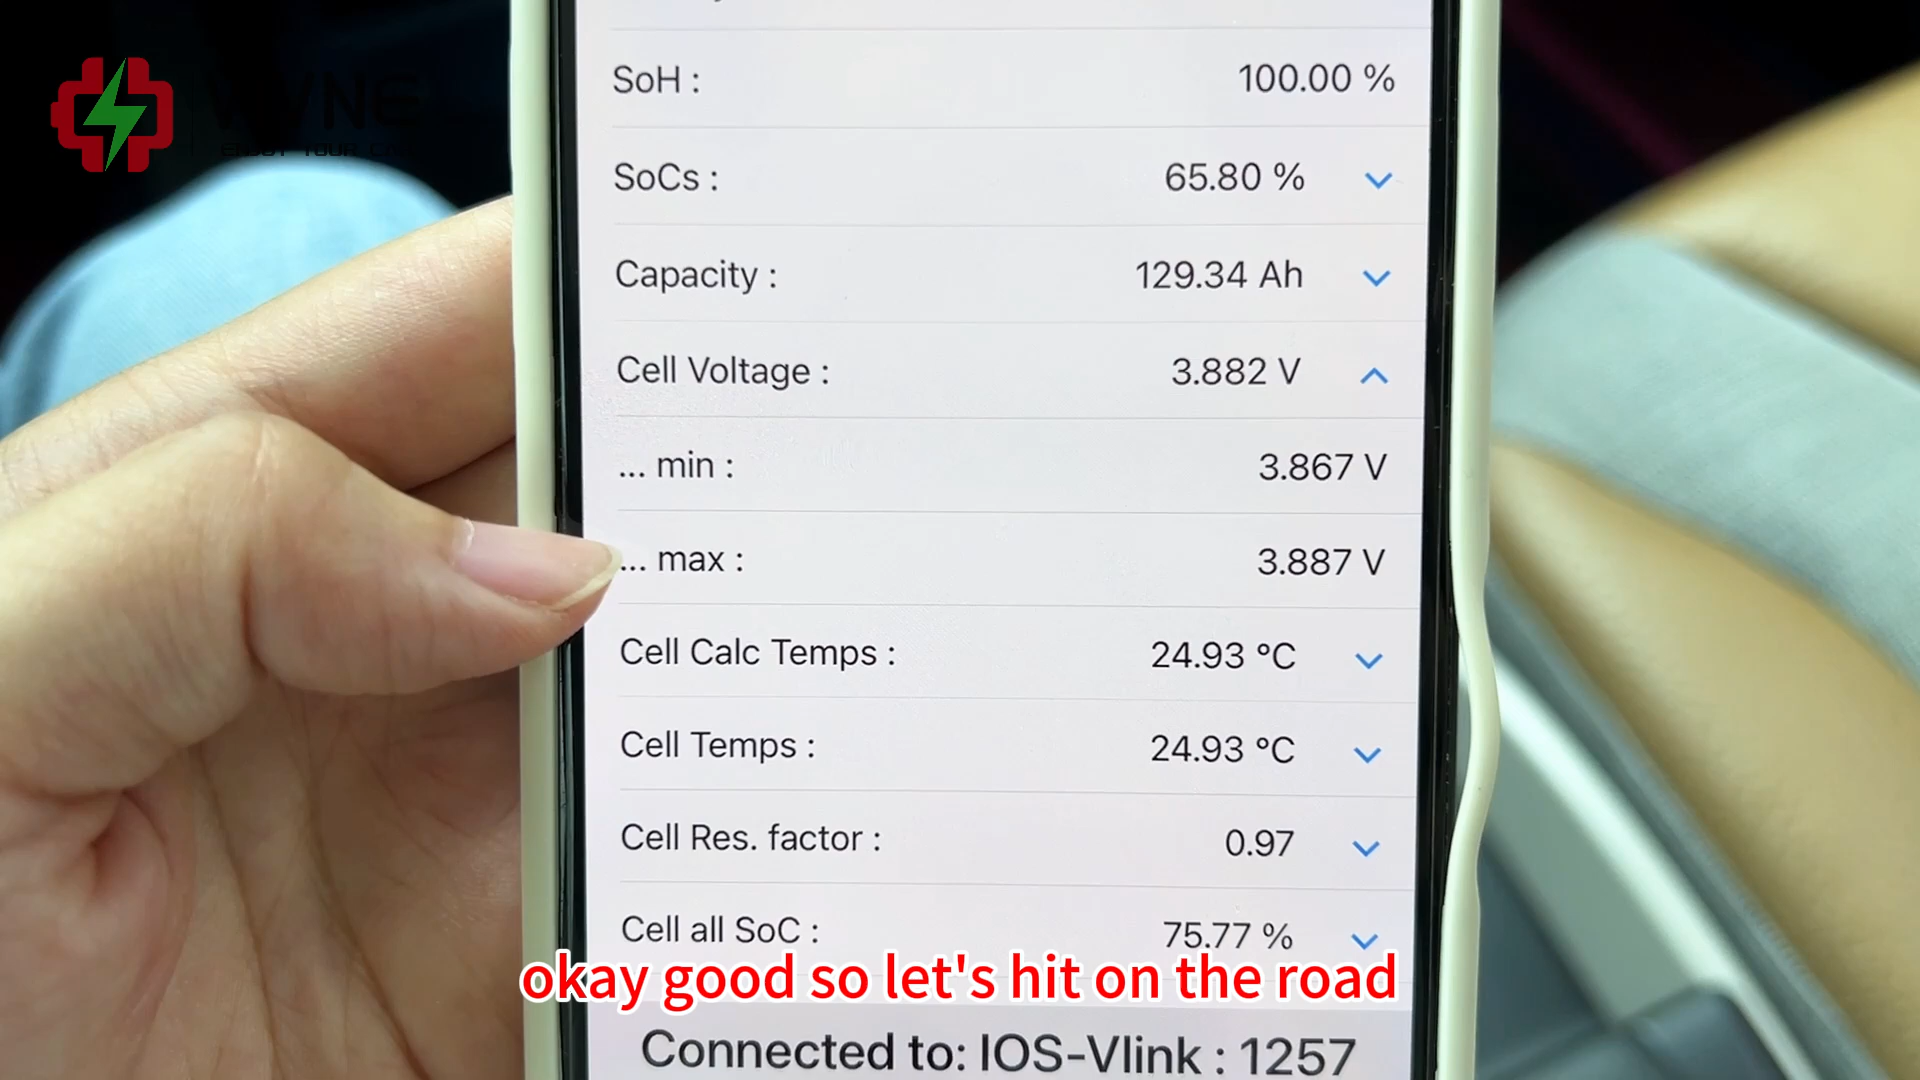 SoH : 100.00 %
SoCs : 65.80 %
Capacity : 129.34 Ah
Cell Voltage : 3.882 V
... min : 3.867 V
... max : 3.887 V
Cell Calc Temps : 24.93 °C
Cell Temps : 24.93 °C
Cell Res. factor : 0.97
Cell all SoC : 75.77 %
okay good so let's hit on the road
Connected to: IOS-Vlink : 1257